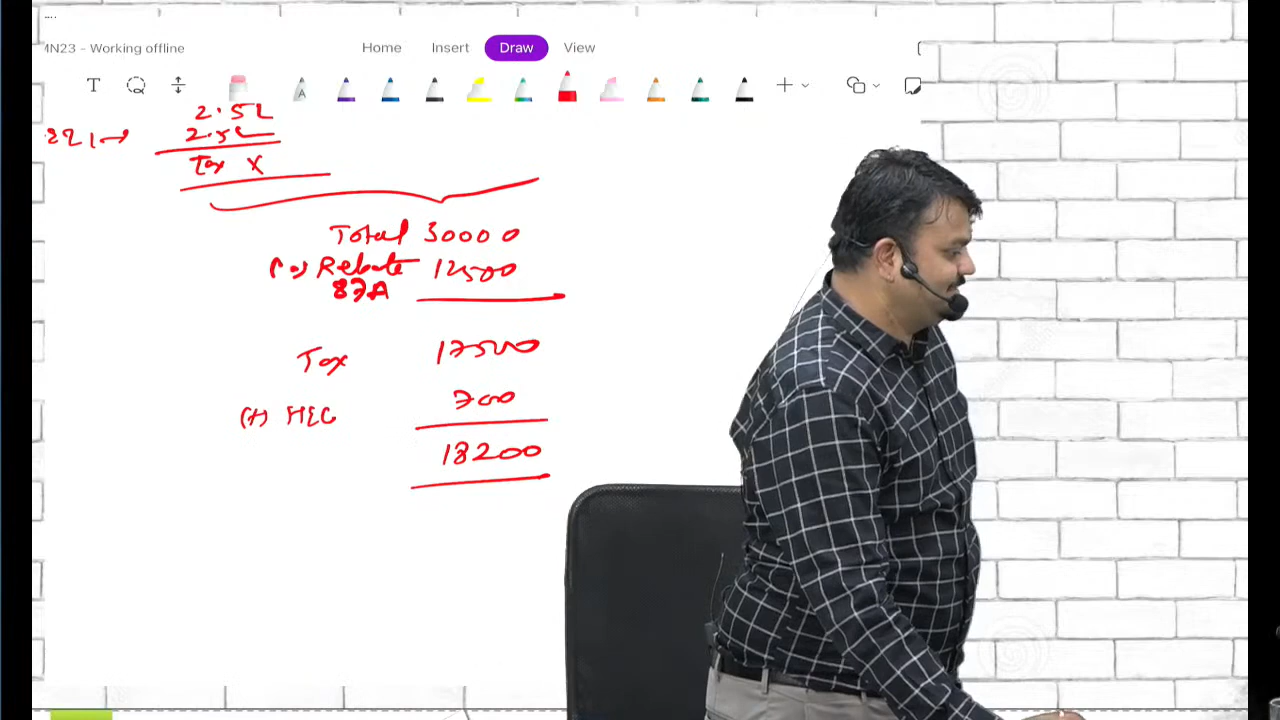 MN23 - Working offline
Home Insert Draw View
2.5L
2.5L
Tax X
Total 30000
(-) Rebate 12500
87A
Tax 17500
(+) HEC 700
18200